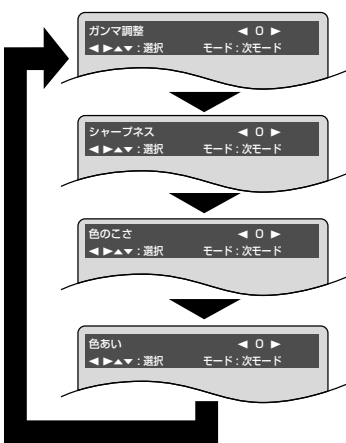 ガンマ調整 ◀ 0 ▶
◀ ▶ ▲ ▼ : 選択 モード : 次モード
シャープネス ◀ 0 ▶
◀ ▶ ▲ ▼ : 選択 モード : 次モード
色のこさ ◀ 0 ▶
◀ ▶ ▲ ▼ : 選択 モード : 次モード
色あい ◀ 0 ▶
◀ ▶ ▲ ▼ : 選択 モード : 次モード